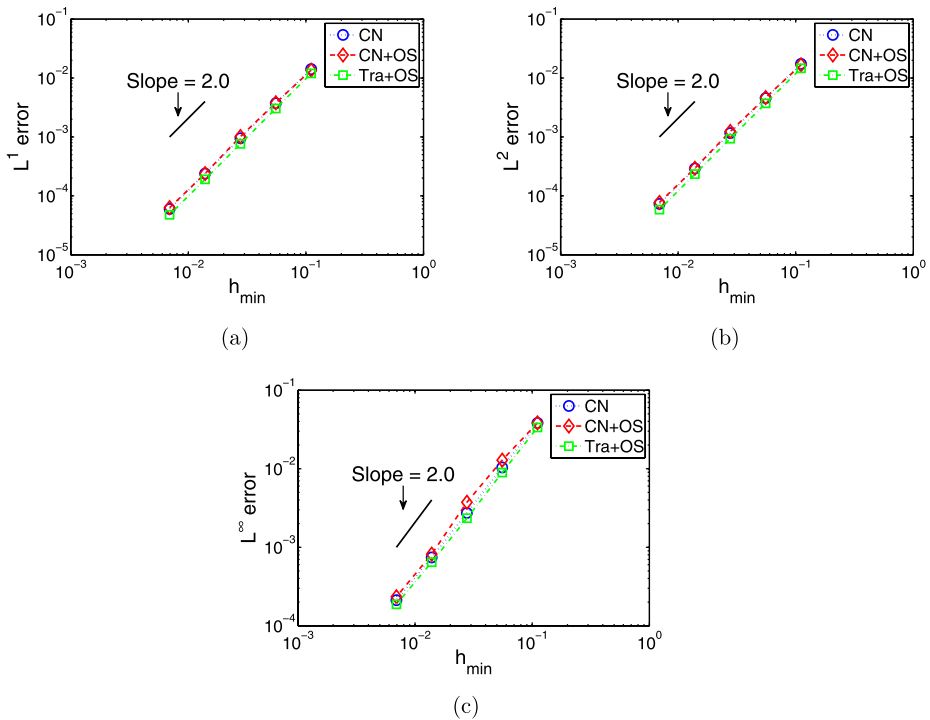 10^-1
10^-2
10^-3
10^-4
10^-5
L^1 error
Slope = 2.0
CN
CN+OS
Tra+OS
10^-3
10^-2
10^-1
10^0
h_min
(a)
10^-1
10^-2
10^-3
10^-4
10^-5
L^2 error
Slope = 2.0
CN
CN+OS
Tra+OS
10^-3
10^-2
10^-1
10^0
h_min
(b)
10^-1
10^-2
10^-3
10^-4
L^∞ error
Slope = 2.0
CN
CN+OS
Tra+OS
10^-3
10^-2
10^-1
10^0
h_min
(c)